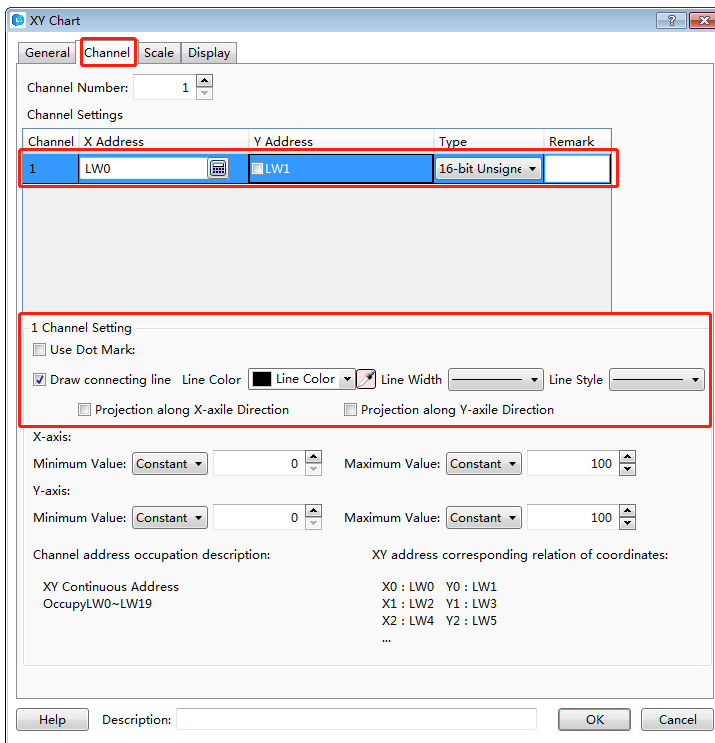 XY Chart
General Channel Scale Display
Channel Number: 1
Channel Settings
Channel X Address Y Address Type Remark
1 LW0 LW1 16-bit Unsigne
1 Channel Setting
Use Dot Mark:
Draw connecting line Line Color Line Color Line Width Line Style
Projection along X-axile Direction Projection along Y-axile Direction
X-axis:
Minimum Value: Constant 0 Maximum Value: Constant 100
Y-axis:
Minimum Value: Constant 0 Maximum Value: Constant 100
Channel address occupation description: XY address corresponding relation of coordinates:
XY Continuous Address X0 : LW0 Y0 : LW1
OccupyLW0~LW19 X1 : LW2 Y1 : LW3
X2 : LW4 Y2 : LW5
...
Help Description: OK Cancel